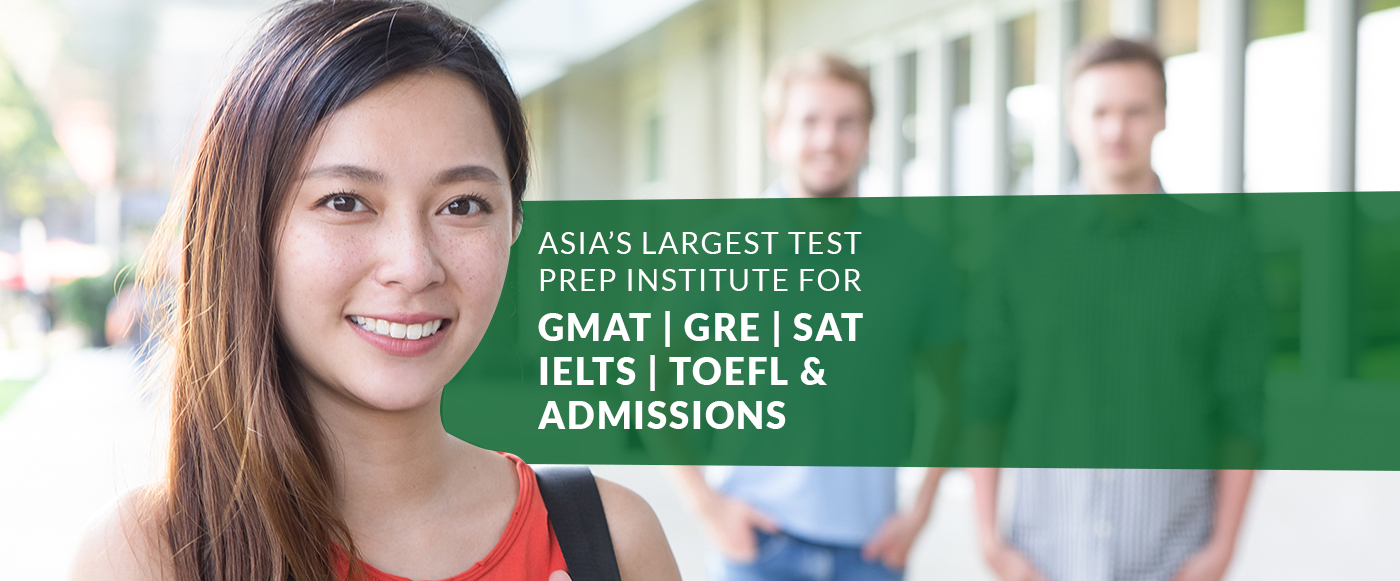 ASIA’S LARGEST TEST
PREP INSTITUTE FOR
GMAT | GRE | SAT
IELTS | TOEFL &
ADMISSIONS